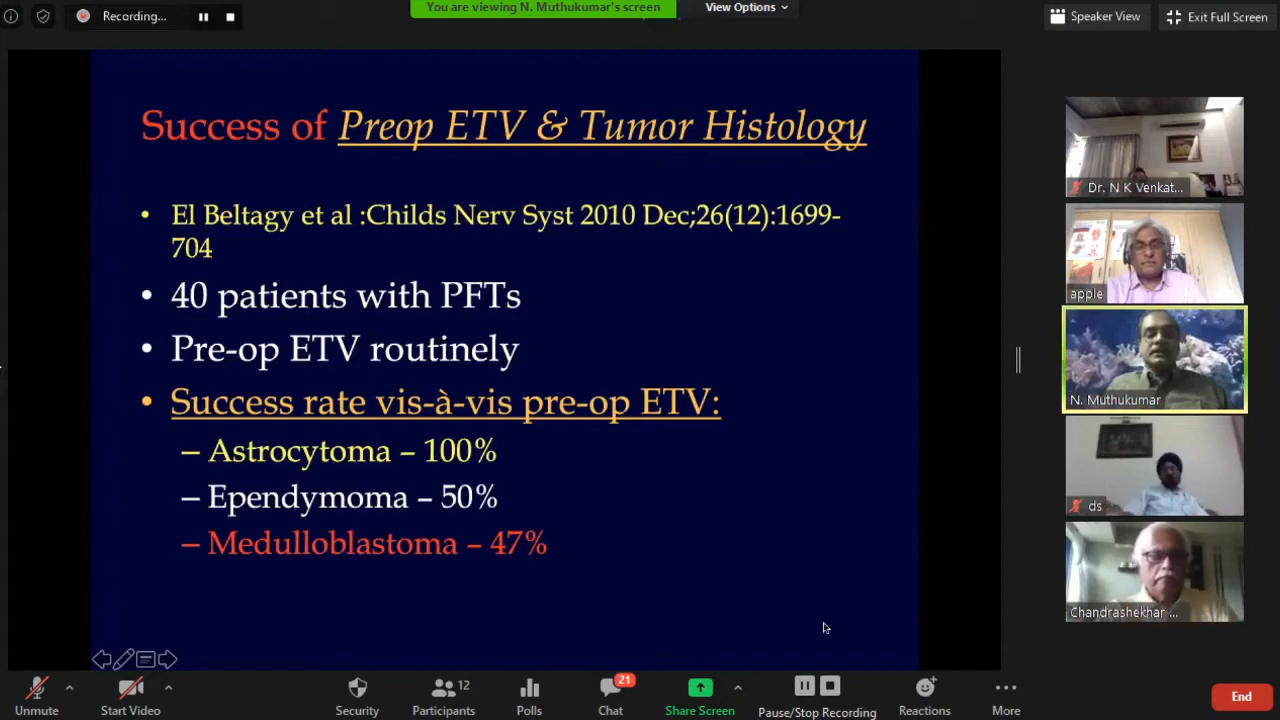 Recording...
You are viewing N. Muthukumar's screen
View Options
Speaker View
Exit Full Screen
Success of Preop ETV & Tumor Histology
• El Beltagy et al :Childs Nerv Syst 2010 Dec;26(12):1699-
704
• 40 patients with PFTs
• Pre-op ETV routinely
• Success rate vis-à-vis pre-op ETV:
– Astrocytoma – 100%
– Ependymoma – 50%
– Medulloblastoma – 47%
Dr. N K Venkat...
apple
N. Muthukumar
ds
Chandrashekhar ...
Unmute
Start Video
Security
12
Participants
Polls
21
Chat
Share Screen
Pause/Stop Recording
Reactions
More
End